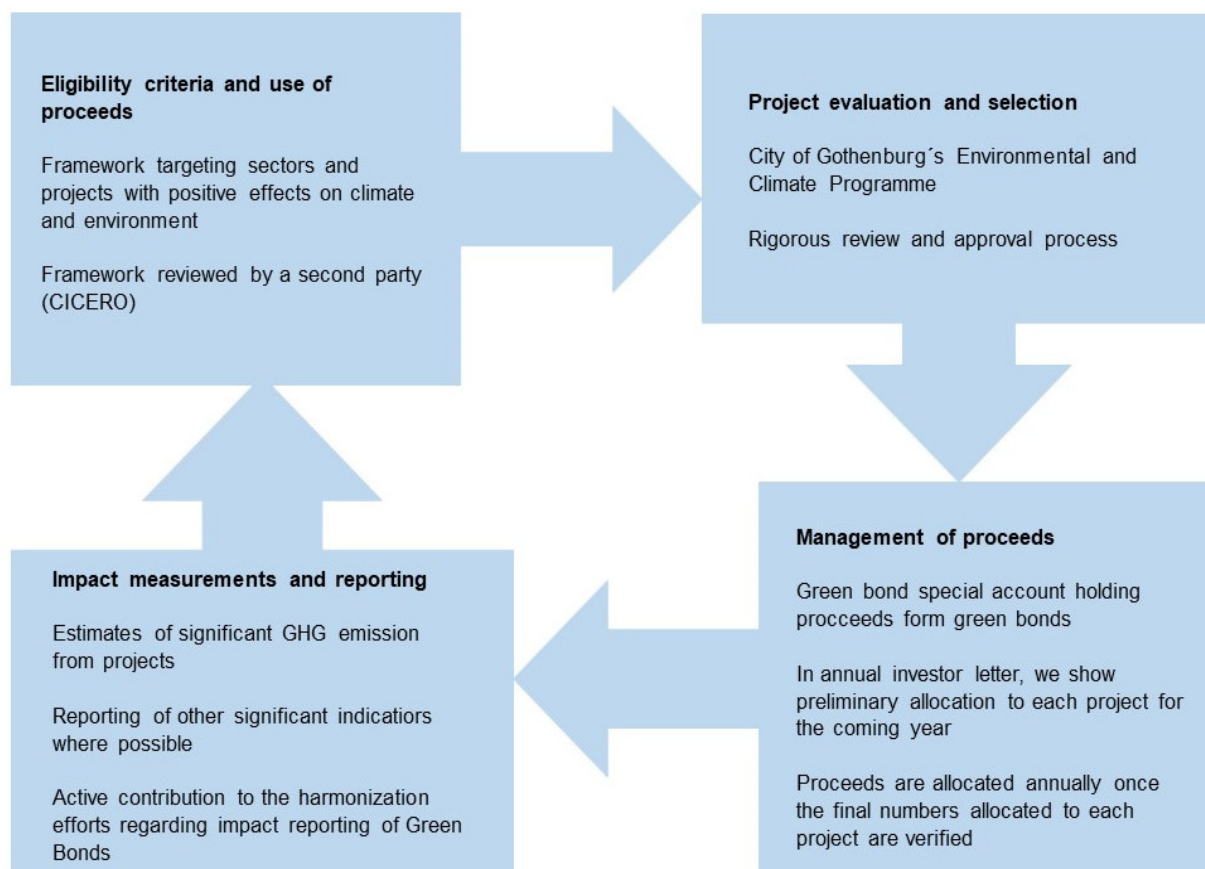 Eligibility criteria and use of
proceeds
Framework targeting sectors and
projects with positive effects on climate
and environment
Framework reviewed by a second party
(CICERO)
Project evaluation and selection
City of Gothenburg´s Environmental and
Climate Programme
Rigorous review and approval process
Management of proceeds
Green bond special account holding
procceeds form green bonds
In annual investor letter, we show
preliminary allocation to each project for
the coming year
Proceeds are allocated annually once
the final numbers allocated to each
project are verified
Impact measurements and reporting
Estimates of significant GHG emission
from projects
Reporting of other significant indicatiors
where possible
Active contribution to the harmonization
efforts regarding impact reporting of Green
Bonds